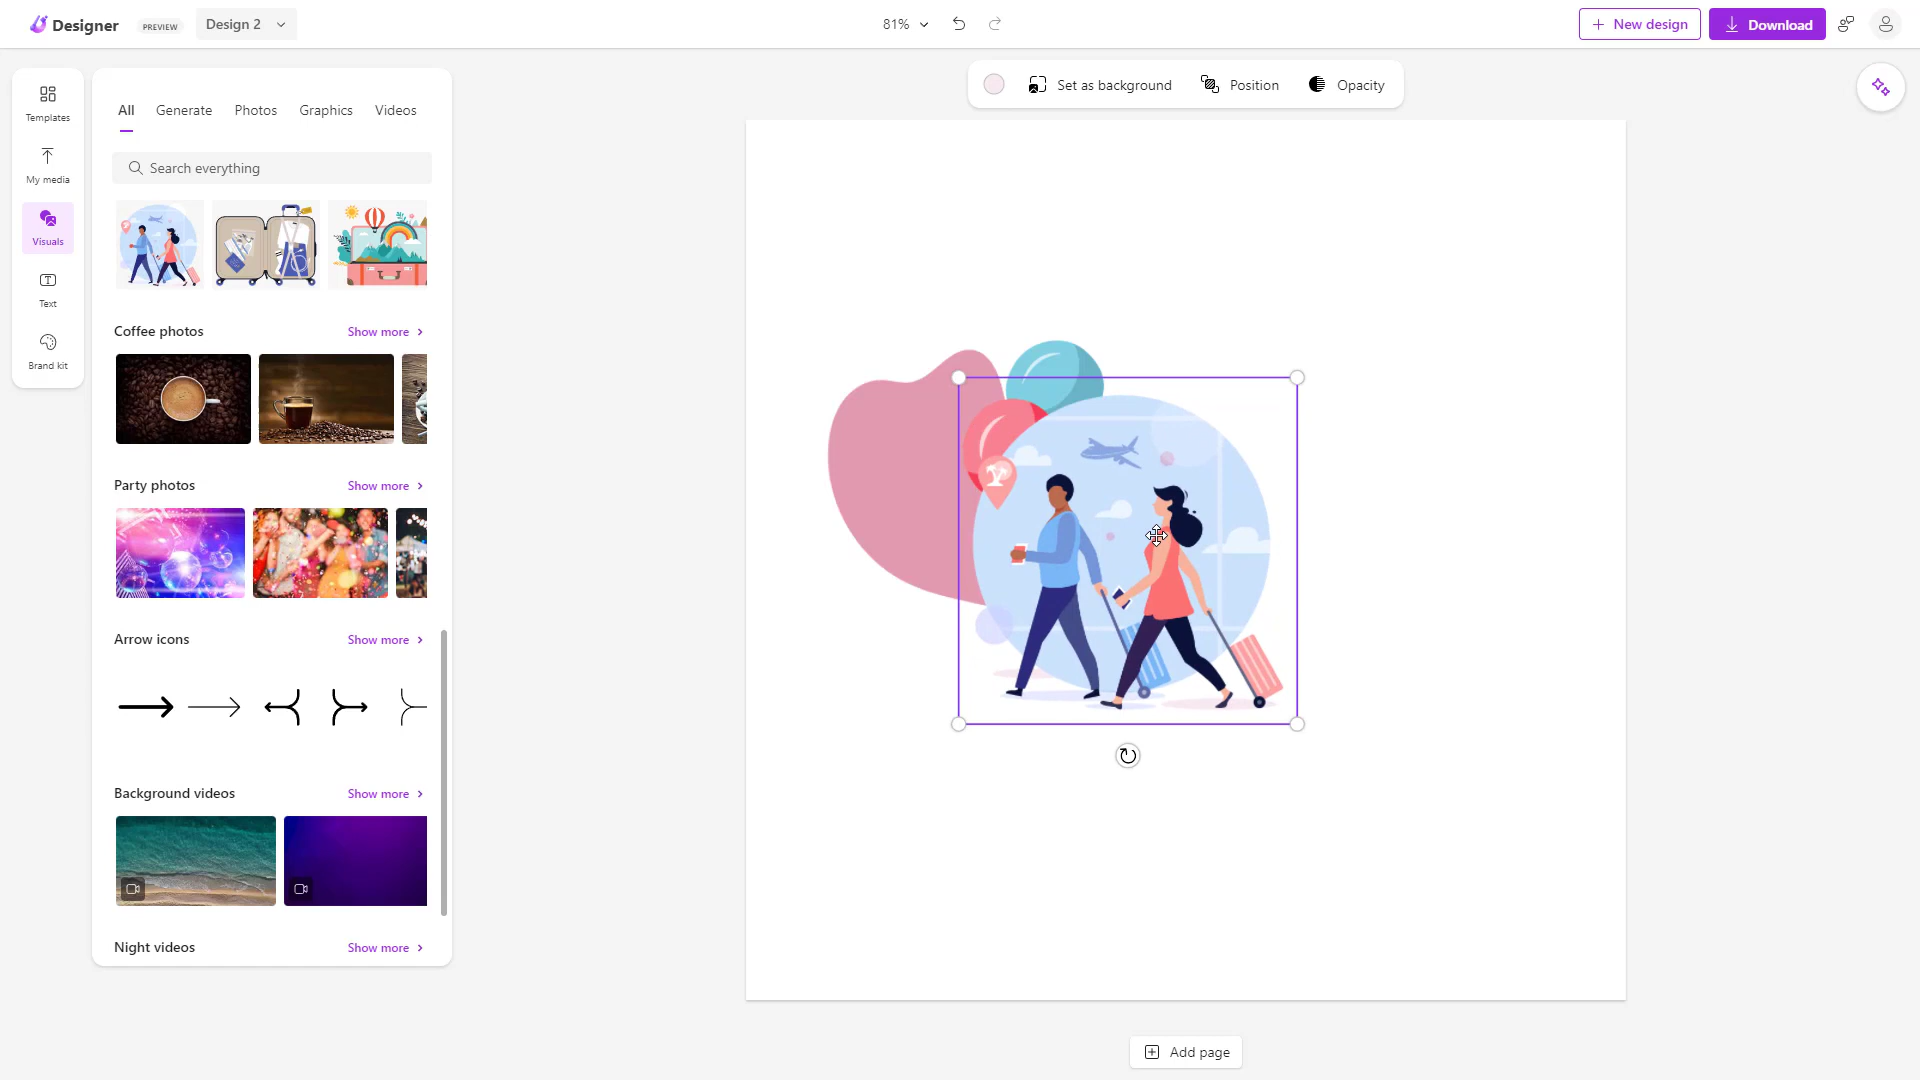 Designer PREVIEW Design 2 81% New design Download
Templates
My media
Visuals
Text
Brand kit
All Generate Photos Graphics Videos
Search everything
Coffee photos Show more
Party photos Show more
Arrow icons Show more
Background videos Show more
Night videos Show more
Set as background Position Opacity
Add page